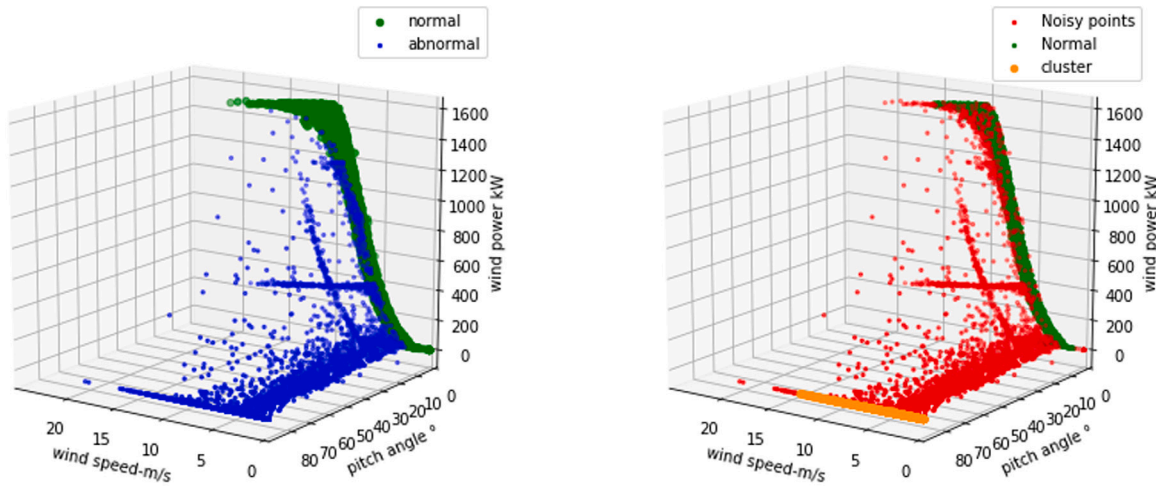 normal
abnormal
1600
1400
1200
1000
800
600
400
200
0
wind power kW
20
15
10
5
0
wind speed-m/s
80 70 60 50 40 30 20 10 0
pitch angle °
Noisy points
Normal
cluster
1600
1400
1200
1000
800
600
400
200
0
wind power kW
20
15
10
5
0
wind speed-m/s
80 70 60 50 40 30 20 10 0
pitch angle °